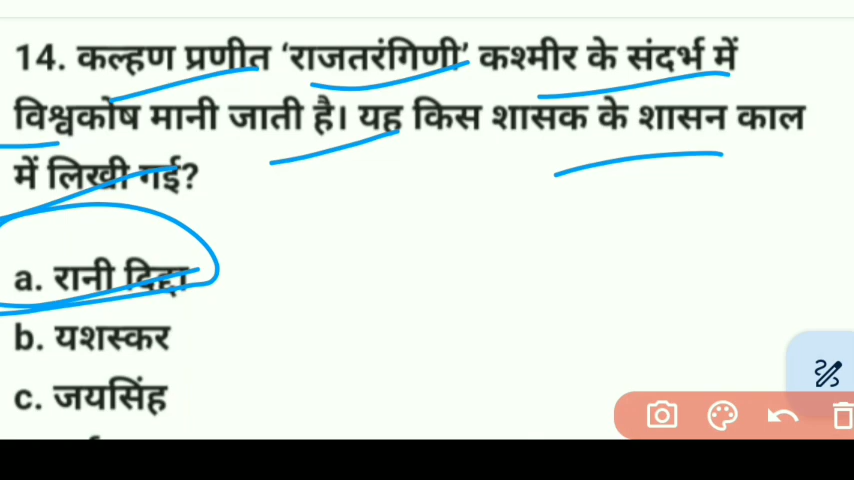 14. कल्हण प्रणीत ‘राजतरंगिणी’ कश्मीर के संदर्भ में
विश्वकोष मानी जाती है। यह किस शासक के शासन काल
में लिखी गई?
a. रानी दिद्दा
b. यशस्कर
c. जयसिंह